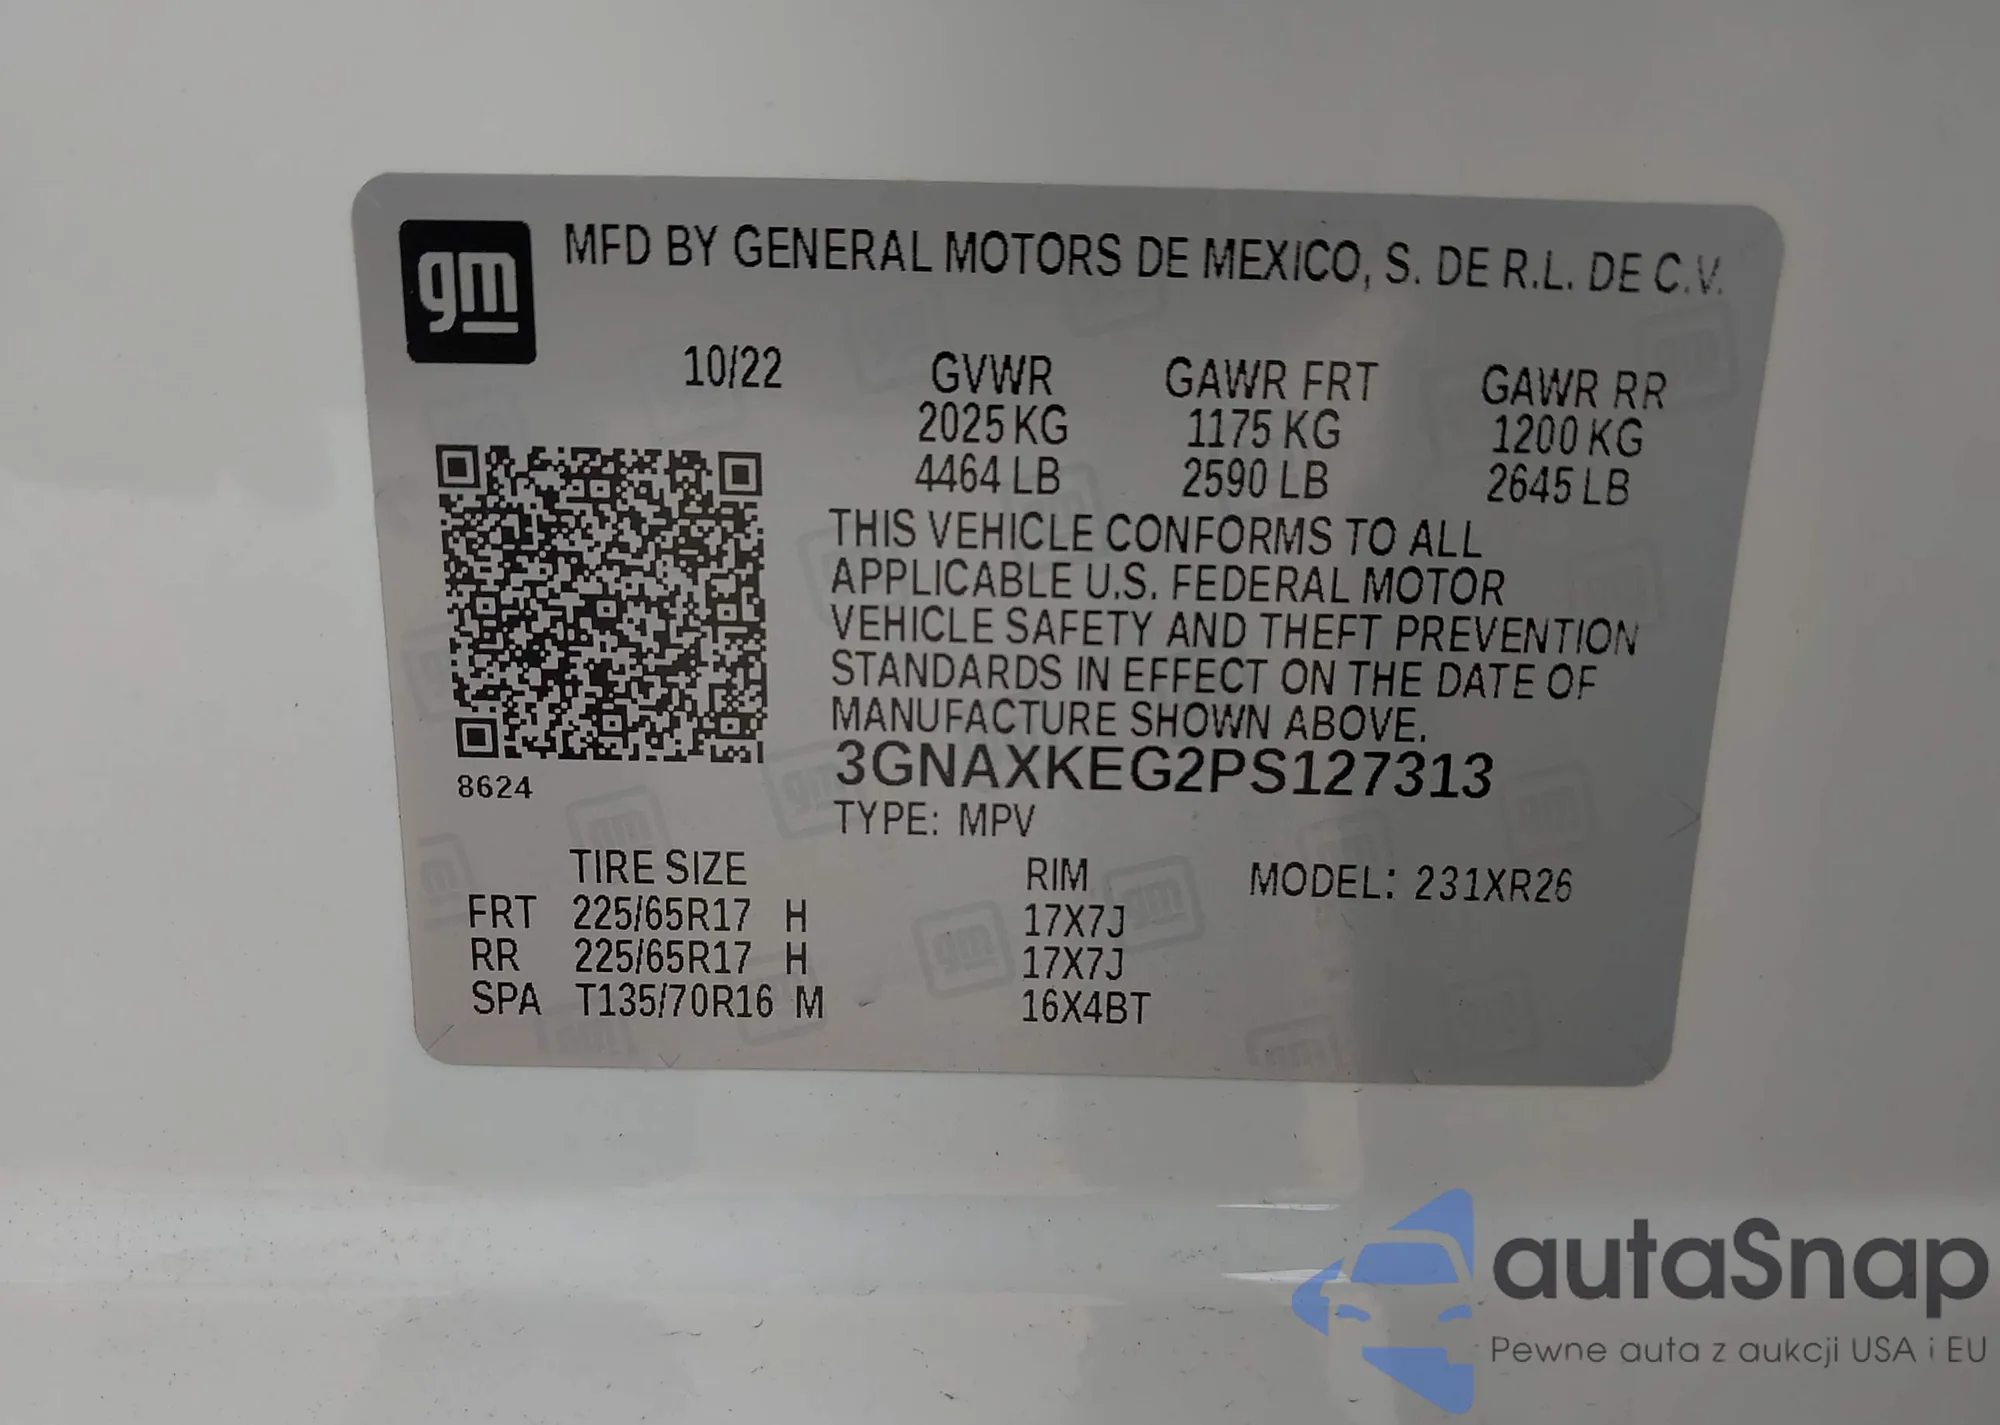 gm
MFD BY GENERAL MOTORS DE MEXICO, S. DE R.L. DE C.V.
10/22 GVWR GAWR FRT GAWR RR
2025 KG 1175 KG 1200 KG
4464 LB 2590 LB 2645 LB
THIS VEHICLE CONFORMS TO ALL
APPLICABLE U.S. FEDERAL MOTOR
VEHICLE SAFETY AND THEFT PREVENTION
STANDARDS IN EFFECT ON THE DATE OF
MANUFACTURE SHOWN ABOVE.
3GNAXKEG2PS127313
8624
TYPE: MPV
TIRE SIZE RIM MODEL: 231XR26
FRT 225/65R17 H 17X7J
RR 225/65R17 H 17X7J
SPA T135/70R16 M 16X4BT
autaSnap
Pewne auta z aukcji USA i EU